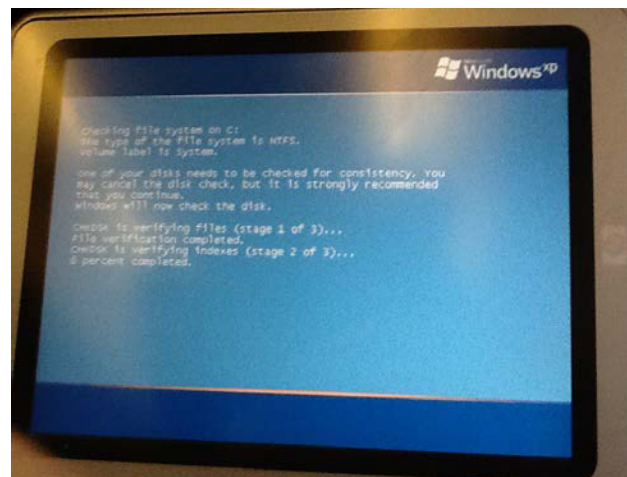 Windows xp
Checking file system on C:
The type of the file system is NTFS.
Volume label is System.
One of your disks needs to be checked for consistency. You
may cancel the disk check, but it is strongly recommended
that you continue.
Windows will now check the disk.
CHKDSK is verifying files (stage 1 of 3)...
File verification completed.
CHKDSK is verifying indexes (stage 2 of 3)...
percent completed.